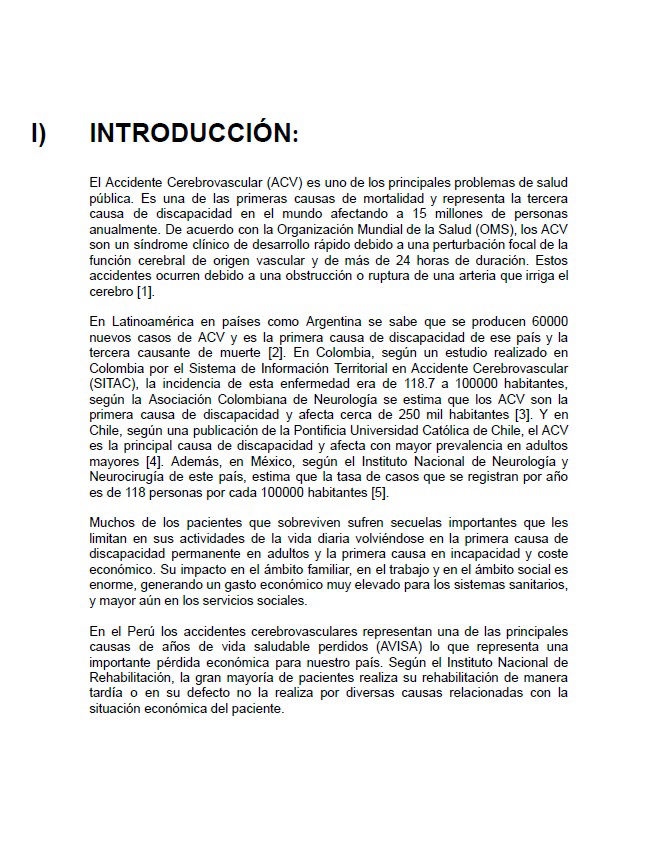 I) INTRODUCCIÓN:
El Accidente Cerebrovascular (ACV) es uno de los principales problemas de salud
pública. Es una de las primeras causas de mortalidad y representa la tercera
causa de discapacidad en el mundo afectando a 15 millones de personas
anualmente. De acuerdo con la Organización Mundial de la Salud (OMS), los ACV
son un síndrome clínico de desarrollo rápido debido a una perturbación focal de la
función cerebral de origen vascular y de más de 24 horas de duración. Estos
accidentes ocurren debido a una obstrucción o ruptura de una arteria que irriga el
cerebro [1].
En Latinoamérica en países como Argentina se sabe que se producen 60000
nuevos casos de ACV y es la primera causa de discapacidad de ese país y la
tercera causante de muerte [2]. En Colombia, según un estudio realizado en
Colombia por el Sistema de Información Territorial en Accidente Cerebrovascular
(SITAC), la incidencia de esta enfermedad era de 118.7 a 100000 habitantes,
según la Asociación Colombiana de Neurología se estima que los ACV son la
primera causa de discapacidad y afecta cerca de 250 mil habitantes [3]. Y en
Chile, según una publicación de la Pontificia Universidad Católica de Chile, el ACV
es la principal causa de discapacidad y afecta con mayor prevalencia en adultos
mayores [4]. Además, en México, según el Instituto Nacional de Neurología y
Neurocirugía de este país, estima que la tasa de casos que se registran por año
es de 118 personas por cada 100000 habitantes [5].
Muchos de los pacientes que sobreviven sufren secuelas importantes que les
limitan en sus actividades de la vida diaria volviéndose en la primera causa de
discapacidad permanente en adultos y la primera causa en incapacidad y coste
económico. Su impacto en el ámbito familiar, en el trabajo y en el ámbito social es
enorme, generando un gasto económico muy elevado para los sistemas sanitarios,
y mayor aún en los servicios sociales.
En el Perú los accidentes cerebrovasculares representan una de las principales
causas de años de vida saludable perdidos (AVISA) lo que representa una
importante pérdida económica para nuestro país. Según el Instituto Nacional de
Rehabilitación, la gran mayoría de pacientes realiza su rehabilitación de manera
tardía o en su defecto no la realiza por diversas causas relacionadas con la
situación económica del paciente.